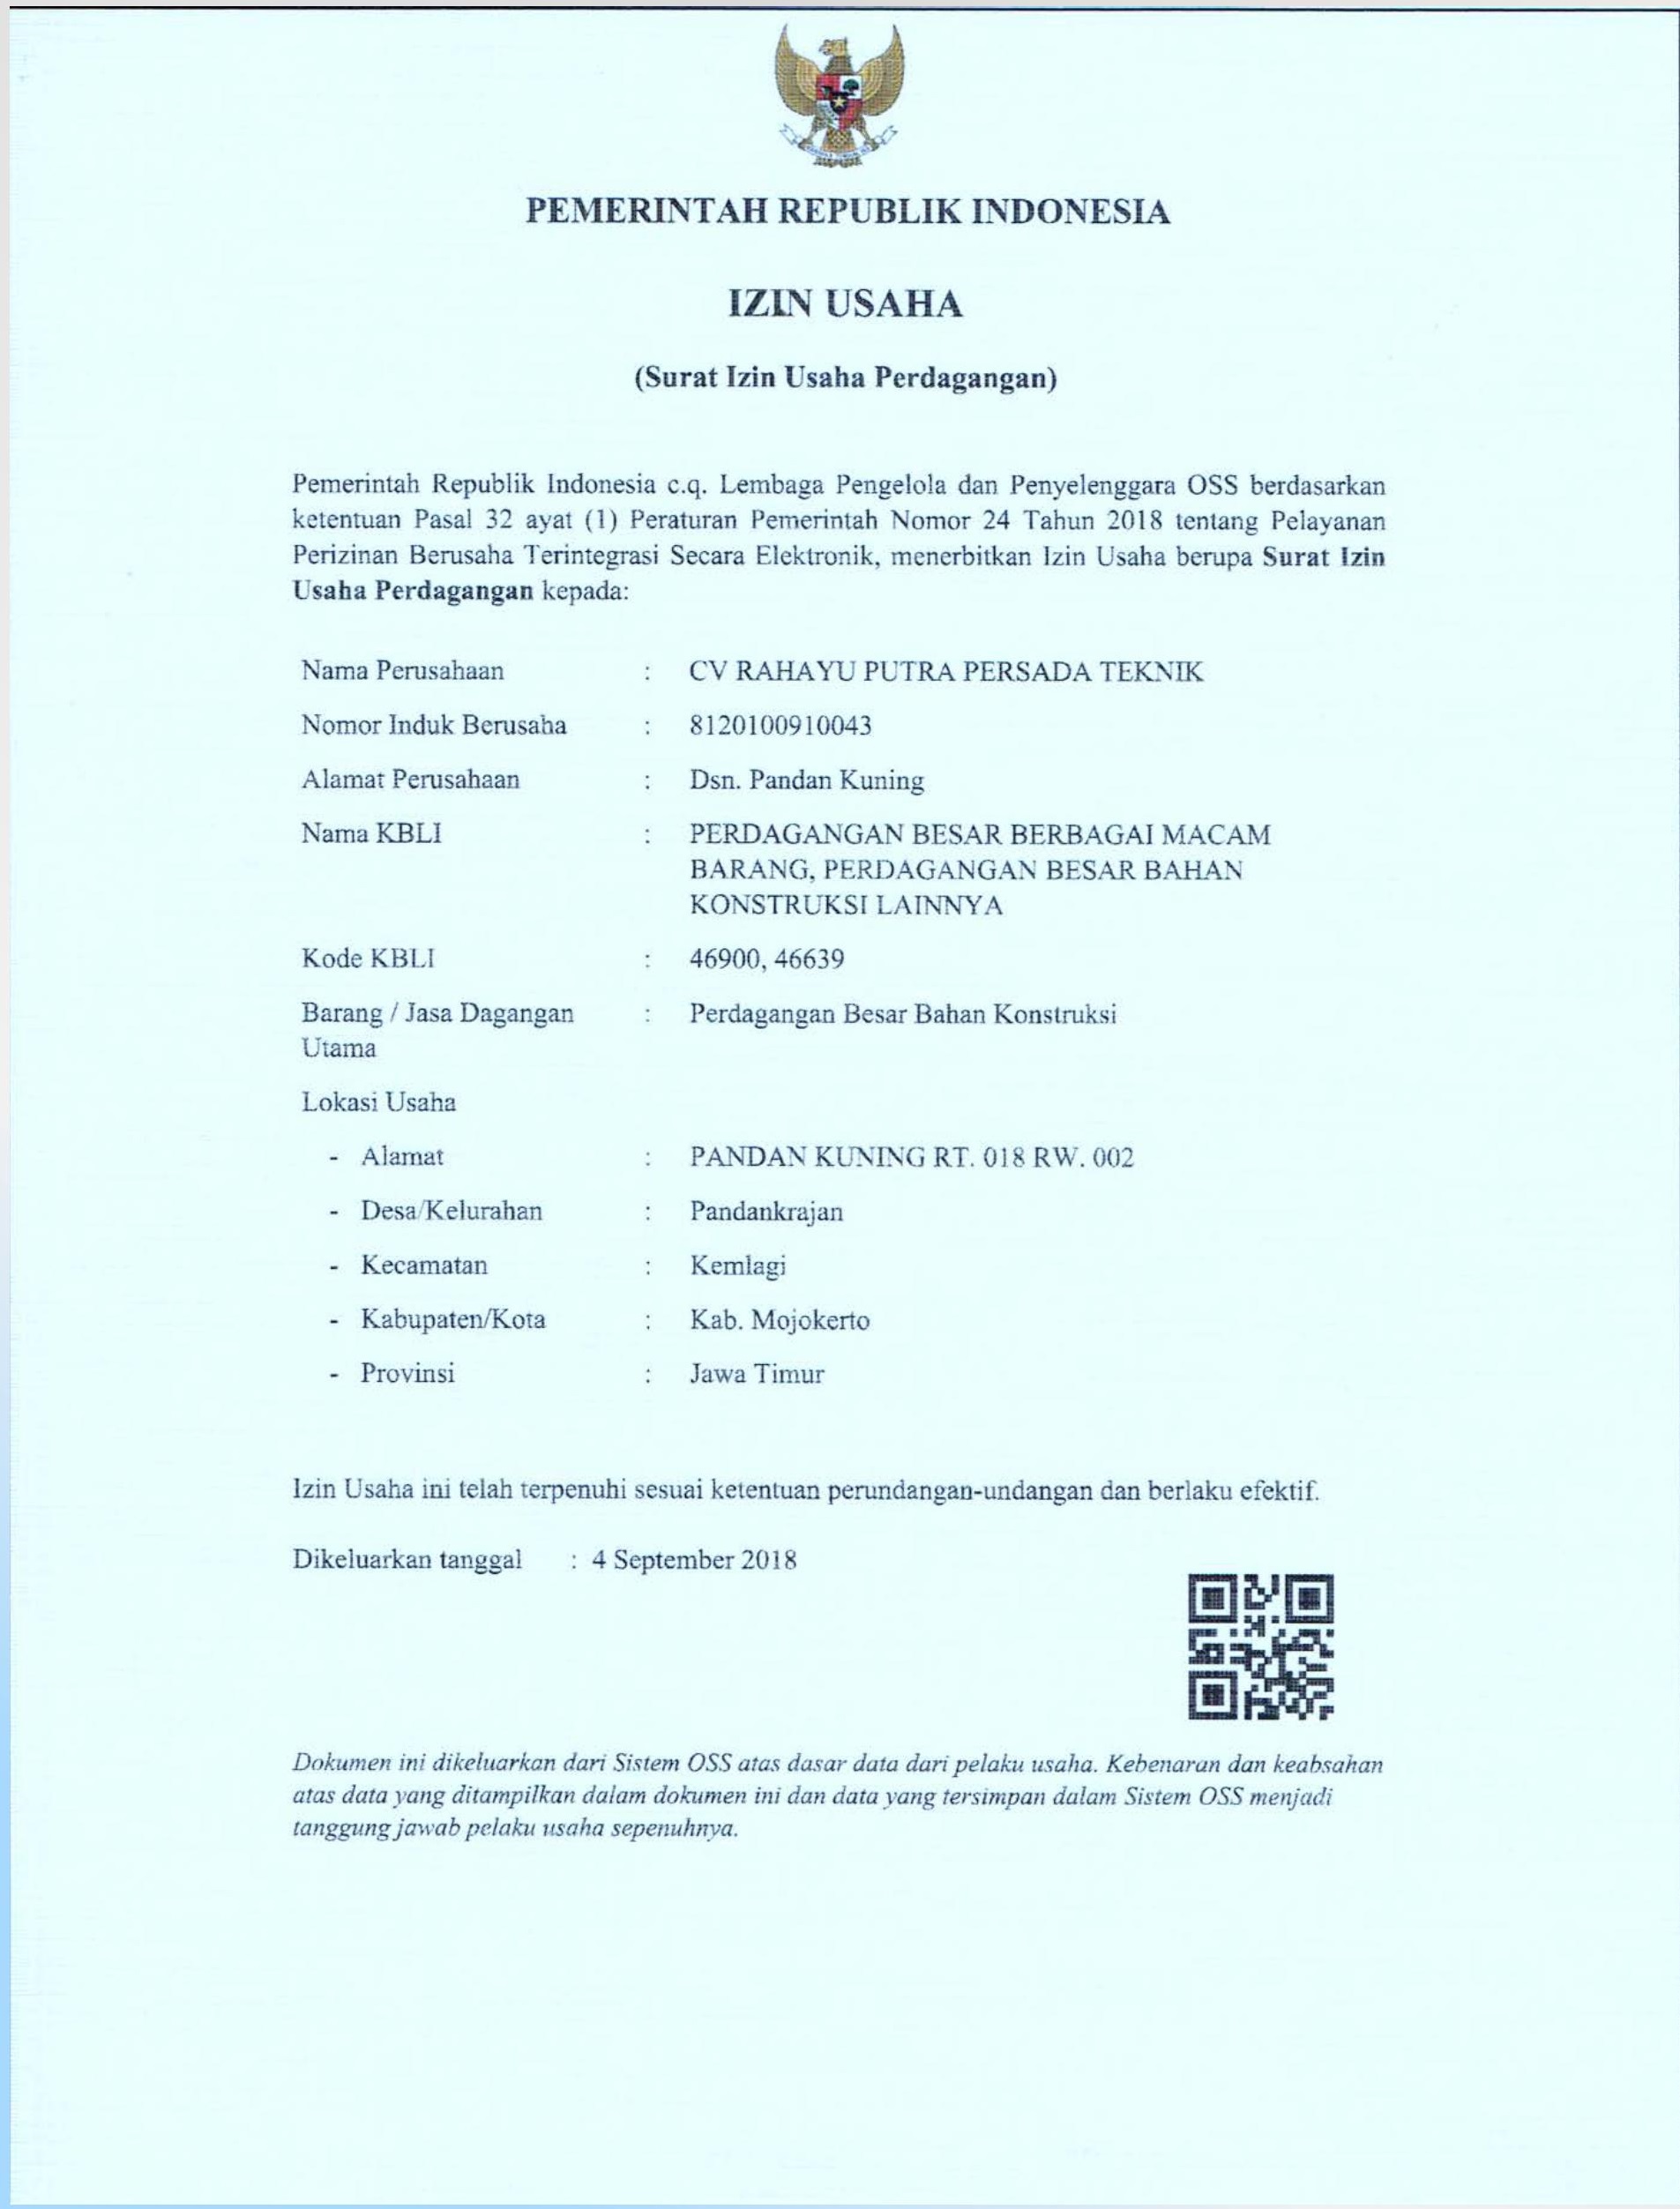 PEMERINTAH REPUBLIK INDONESIA
IZIN USAHA
(Surat Izin Usaha Perdagangan)
Pemerintah Republik Indonesia c.q. Lembaga Pengelola dan Penyelenggara OSS berdasarkan
ketentuan Pasal 32 ayat (1) Peraturan Pemerintah Nomor 24 Tahun 2018 tentang Pelayanan
Perizinan Berusaha Terintegrasi Secara Elektronik, menerbitkan Izin Usaha berupa Surat Izin
Usaha Perdagangan kepada:
Nama Perusahaan : CV RAHAYU PUTRA PERSADA TEKNIK
Nomor Induk Berusaha : 8120100910043
Alamat Perusahaan : Dsn. Pandan Kuning
Nama KBLI : PERDAGANGAN BESAR BERBAGAI MACAM
BARANG, PERDAGANGAN BESAR BAHAN
KONSTRUKSI LAINNYA
Kode KBLI : 46900, 46639
Barang / Jasa Dagangan : Perdagangan Besar Bahan Konstruksi
Utama
Lokasi Usaha
- Alamat : PANDAN KUNING RT. 018 RW. 002
- Desa/Kelurahan : Pandankrajan
- Kecamatan : Kemlagi
- Kabupaten/Kota : Kab. Mojokerto
- Provinsi : Jawa Timur
Izin Usaha ini telah terpenuhi sesuai ketentuan perundangan-undangan dan berlaku efektif.
Dikeluarkan tanggal : 4 September 2018
Dokumen ini dikeluarkan dari Sistem OSS atas dasar data dari pelaku usaha. Kebenaran dan keabsahan
atas data yang ditampilkan dalam dokumen ini dan data yang tersimpan dalam Sistem OSS menjadi
tanggung jawab pelaku usaha sepenuhnya.